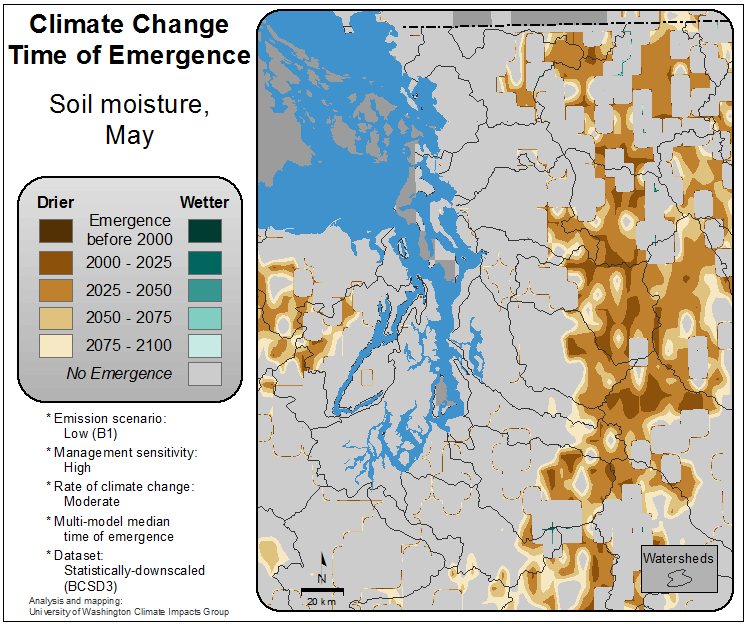 Climate Change
Time of Emergence
Soil moisture,
May
Drier Wetter
Emergence
before 2000
2000 - 2025
2025 - 2050
2050 - 2075
2075 - 2100
No Emergence
* Emission scenario:
Low (B1)
* Management sensitivity:
High
* Rate of climate change:
Moderate
* Multi-model median
time of emergence
* Dataset:
Statistically-downscaled
(BCSD3)
Analysis and mapping:
University of Washington Climate Impacts Group
N
20 km
Watersheds